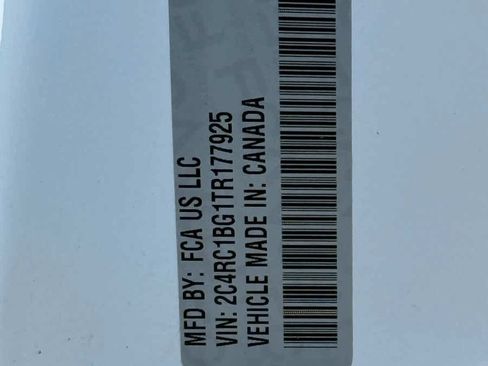 MFD BY: FCA US LLC
VIN: 2C4RC1BG1TR177925
VEHICLE MADE IN: CANADA